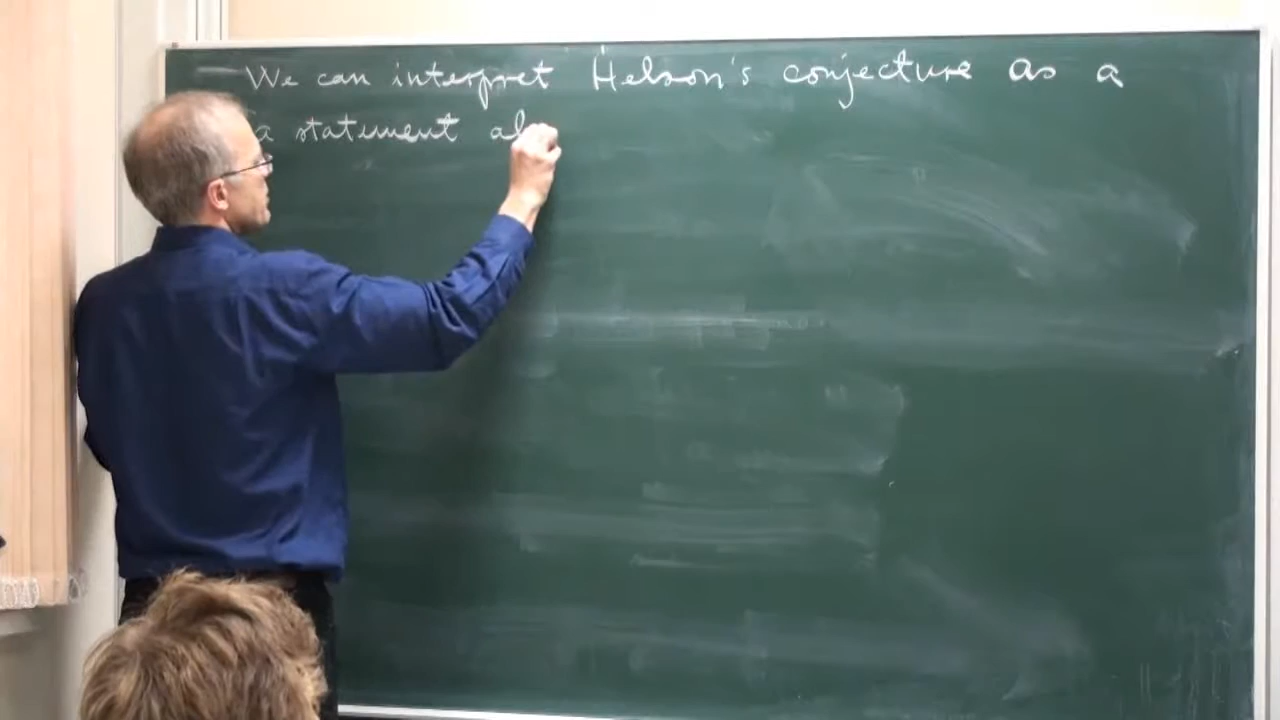 We can interpret Helson's conjecture as a
a statement